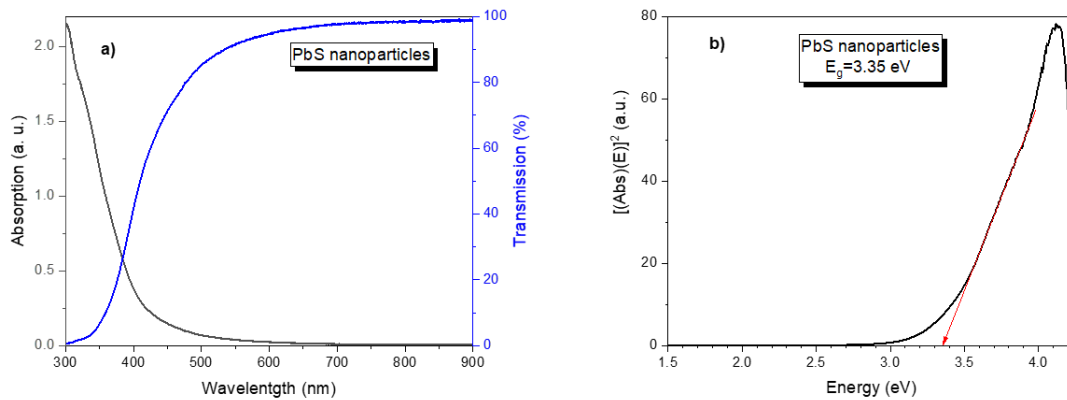 a)
PbS nanoparticles
Absorption (a. u.)
2.0
1.5
1.0
0.5
0.0
Transmission (%)
100
80
60
40
20
0
300 400 500 600 700 800 900
Wavelentgth (nm)
b)
PbS nanoparticles
E_g=3.35 eV
[(Abs)(E)]² (a.u.)
80
60
40
20
0
1.5 2.0 2.5 3.0 3.5 4.0
Energy (eV)